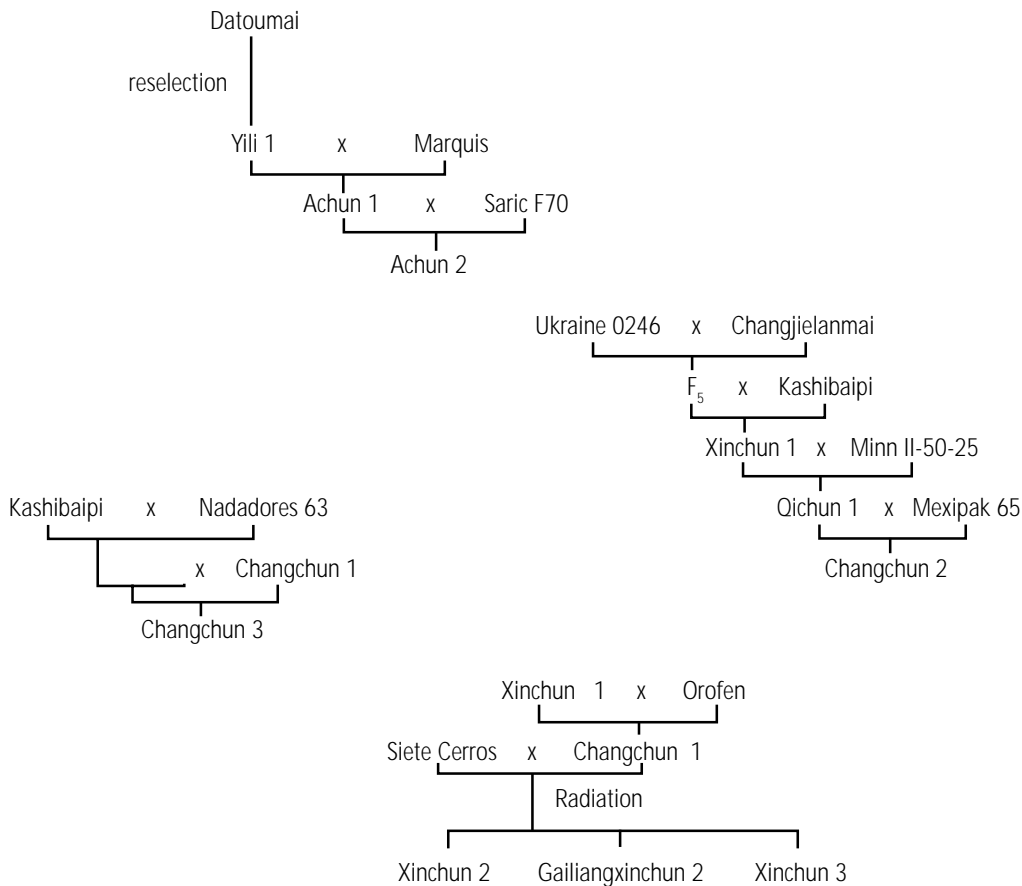 Datoumai
reselection
Yili 1 x Marquis
Achun 1 x Saric F70
Achun 2
Ukraine 0246 x Changjielanmai
F₅ x Kashibaipi
Xinchun 1 x Minn II-50-25
Qichun 1 x Mexipak 65
Changchun 2
Kashibaipi x Nadadores 63
x Changchun 1
Changchun 3
Xinchun 1 x Orofen
Siete Cerros x Changchun 1
Radiation
Xinchun 2 Gailiangxinchun 2 Xinchun 3